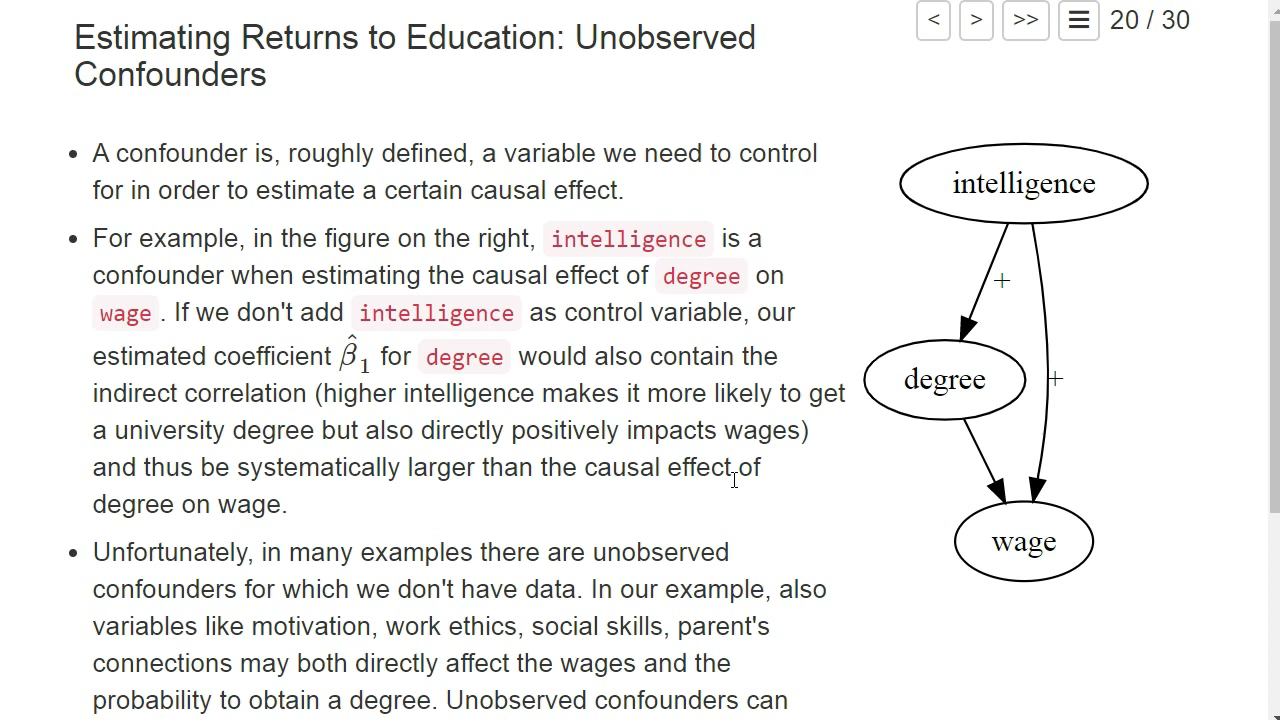 Estimating Returns to Education: Unobserved
Confounders
< > >> ☰ 20 / 30
• A confounder is, roughly defined, a variable we need to control
for in order to estimate a certain causal effect.
• For example, in the figure on the right, intelligence is a
confounder when estimating the causal effect of degree on
wage . If we don't add intelligence as control variable, our
estimated coefficient β̂₁ for degree would also contain the
indirect correlation (higher intelligence makes it more likely to get
a university degree but also directly positively impacts wages)
and thus be systematically larger than the causal effect of
degree on wage.
• Unfortunately, in many examples there are unobserved
confounders for which we don't have data. In our example, also
variables like motivation, work ethics, social skills, parent's
connections may both directly affect the wages and the
probability to obtain a degree. Unobserved confounders can
intelligence
+
degree
+
wage